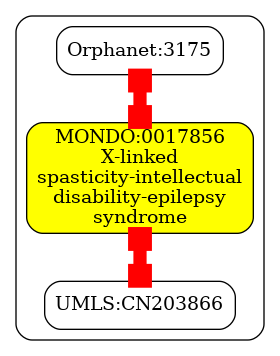 Orphanet:3175
MONDO:0017856
X-linked
spasticity-intellectual
disability-epilepsy
syndrome
UMLS:CN203866